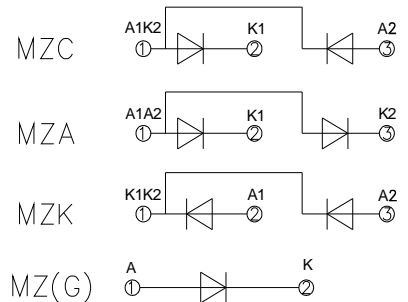 A1K2 K1 A2
MZC 1 2 3
A1A2 K1 K2
MZA 1 2 3
K1K2 A1 A2
MZK 1 2 3
A K
MZ(G) 1 2